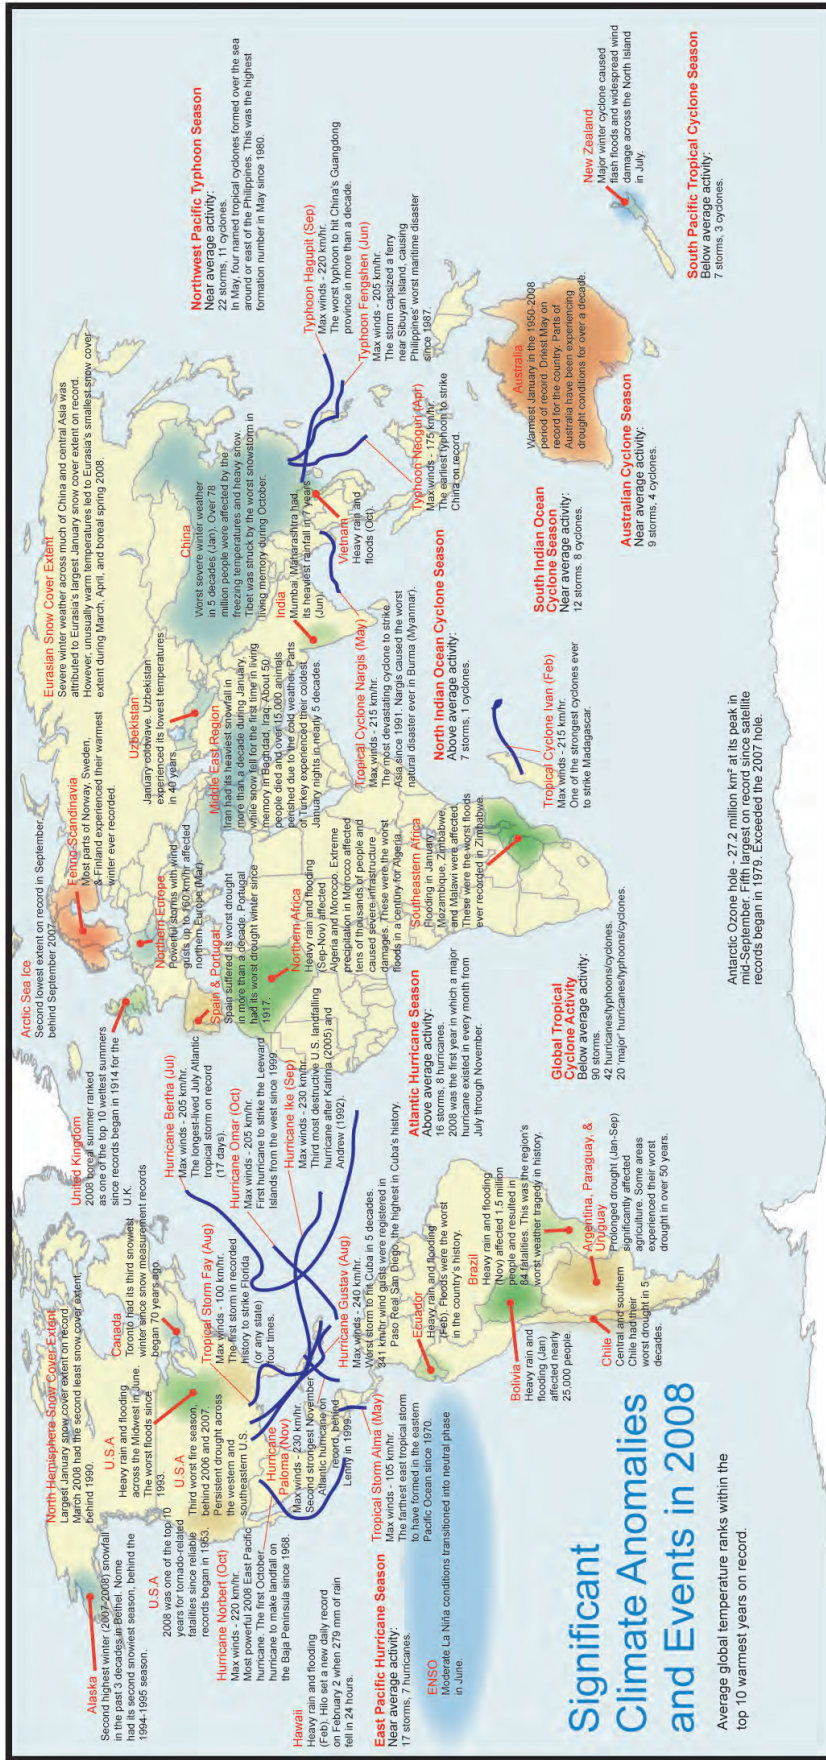 Significant
Climate Anomalies
and Events in 2008
Average global temperature ranks within the
top 10 warmest years on record.
Alaska
Second highest winter (2007-2008) snowfall
in the past 3 decades in Bethel. Nome
had its second snowiest season, behind the
1994-1995 season.
North Hemisphere Snow Cover Extent
Largest January snow cover extent on record.
March 2008 had the second least snow cover extent,
behind 1990.
U.S.A
Heavy rain and flooding
across the Midwest in June.
The worst floods since
1993.
Canada
Toronto had its third snowiest
winter since snow measurement records
began 70 years ago.
U.S.A
2008 was one of the top 10
years for tornado-related
fatalities since reliable
records began in 1953.
U.S.A
Third worst fire season,
behind 2006 and 2007.
Persistent drought across
the western and
southeastern U.S.
Hurricane Norbert (Oct)
Max winds - 220 km/hr.
Most powerful 2008 East Pacific
hurricane. The first October
hurricane to make landfall on
the Baja Peninsula since 1968.
Hawaii
Heavy rain and flooding
(Feb). Hilo set a new daily record
on February 2 when 279 mm of rain
fell in 24 hours.
East Pacific Hurricane Season
Near average activity:
17 storms, 7 hurricanes.
ENSO
Moderate La Niña conditions transitioned into neutral phase
in June.
Tropical Storm Alma (May)
Max winds - 105 km/hr.
The farthest east tropical storm
to have formed in the eastern
Pacific Ocean since 1970.
Hurricane
Paloma (Nov)
Max winds - 230 km/hr.
Second strongest November
Atlantic hurricane on
record, behind
Lenny in 1999.
Tropical Storm Fay (Aug)
Max winds - 100 km/hr.
The first storm in recorded
history to strike Florida
(or any state)
four times.
Hurricane Gustav (Aug)
Max winds - 240 km/hr.
Worst storm to hit Cuba in 5 decades.
341 km/hr wind gusts were registered in
Paso Real San Diego, the highest in Cuba's history.
Hurricane Bertha (Jul)
Max winds - 205 km/hr.
The longest-lived July Atlantic
tropical storm on record
(17 days).
Hurricane Omar (Oct)
Max winds - 205 km/hr.
First hurricane to strike the Leeward
Islands from the west since 1999.
Hurricane Ike (Sep)
Max winds - 230 km/hr.
Third most destructive U.S. landfalling
hurricane after Katrina (2005) and
Andrew (1992).
Ecuador
Heavy rain and flooding
(Feb). Floods were the worst
in the country's history.
Brazil
Heavy rain and flooding
(Nov) affected 1.5 million
people and resulted in
84 fatalities. This was the region's
worst weather tragedy in history.
Bolivia
Heavy rain and
flooding (Jan)
affected nearly
25,000 people.
Chile
Central and southern
Chile had their
worst drought in 5
decades.
Argentina, Paraguay, &
Uruguay
Prolonged drought (Jan-Sep)
significantly affected
agriculture. Some areas
experienced their worst
drought in over 50 years.
Atlantic Hurricane Season
Above average activity:
16 storms, 8 hurricanes.
2008 was the first year in which a major
hurricane existed in every month from
July through November.
Global Tropical
Cyclone Activity
Below average activity:
90 storms.
42 hurricanes/typhoons/cyclones.
20 'major' hurricanes/typhoons/cyclones.
Arctic Sea Ice
Second lowest extent on record in September,
behind September 2007.
United Kingdom
2008 boreal summer ranked
as one of the top 10 wettest summers
since records began in 1914 for the
U.K.
Fenno-Scandinavia
Most parts of Norway, Sweden,
& Finland experienced their warmest
winter ever recorded.
Northern Europe
Powerful storms with wind
gusts up to 160 km/hr affected
northern Europe (Mar).
Spain & Portugal
Spain suffered its worst drought
in more than a decade. Portugal
had its worst drought winter since
1917.
Northern Africa
Heavy rain and flooding
(Sep-Nov) affected
Algeria and Morocco. Extreme
precipitation in Morocco affected
tens of thousands of people and
caused severe infrastructure
damages. These were the worst
floods in a century for Algeria.
Southeastern Africa
Flooding in January.
Mozambique, Zimbabwe,
and Malawi were affected.
These were the worst floods
ever recorded in Zimbabwe.
Antarctic Ozone hole - 27.2 million km² at its peak in
mid-September. Fifth largest on record since satellite
records began in 1979. Exceeded the 2007 hole.
Eurasian Snow Cover Extent
Severe winter weather across much of China and central Asia was
attributed to Eurasia's largest January snow cover extent on record.
However, unusually warm temperatures led to Eurasia's smallest snow cover
extent during March, April, and boreal spring 2008.
Uzbekistan
January coldwave. Uzbekistan
experienced its lowest temperatures
in 40 years.
Middle East Region
Iran had its heaviest snowfall in
more than a decade during January,
while snow fell for the first time in living
memory in Baghdad, Iraq. About 50
people died and over 15,000 animals
perished due to the cold weather. Parts
of Turkey experienced their coldest
January nights in nearly 5 decades.
China
Worst severe winter weather
in 5 decades (Jan). Over 78
million people were affected by the
freezing temperatures and heavy snow.
Tibet was struck by the worst snowstorm in
living memory during October.
India
Mumbai, Maharashtra had,
its heaviest rainfall in 7 years
(Jun)
Vietnam
Heavy rain and
floods (Oct).
Tropical Cyclone Nargis (May)
Max winds - 215 km/hr.
The most devastating cyclone to strike
Asia since 1991. Nargis caused the worst
natural disaster ever in Burma (Myanmar).
North Indian Ocean Cyclone Season
Above average activity:
7 storms, 1 cyclones.
Tropical Cyclone Ivan (Feb)
Max winds - 215 km/hr.
One of the strongest cyclones ever
to strike Madagascar.
South Indian Ocean
Cyclone Season
Near average activity:
12 storms. 8 cyclones.
Northwest Pacific Typhoon Season
Near average activity:
22 storms, 11 cyclones.
In May, four named tropical cyclones formed over the sea
around or east of the Philippines. This was the highest
formation number in May since 1980.
Typhoon Hagupit (Sep)
Max winds - 220 km/hr.
The worst typhoon to hit China's Guangdong
province in more than a decade.
Typhoon Fengshen (Jun)
Max winds - 205 km/hr.
The storm capsized a ferry
near Sibuyan Island, causing
Philippines' worst maritime disaster
since 1987.
Typhoon Neoguri (Apr)
Max winds - 175 km/hr.
The earliest typhoon to strike
China on record.
Australia
Warmest January in the 1950-2008
period of record. Driest May on
record for the country. Parts of
Australia have been experiencing
drought conditions for over a decade.
Australian Cyclone Season
Near average activity:
9 storms, 4 cyclones.
New Zealand
Major winter cyclone caused
flash floods and widespread wind
damage across the North Island
in July.
South Pacific Tropical Cyclone Season
Below average activity:
7 storms, 3 cyclones.